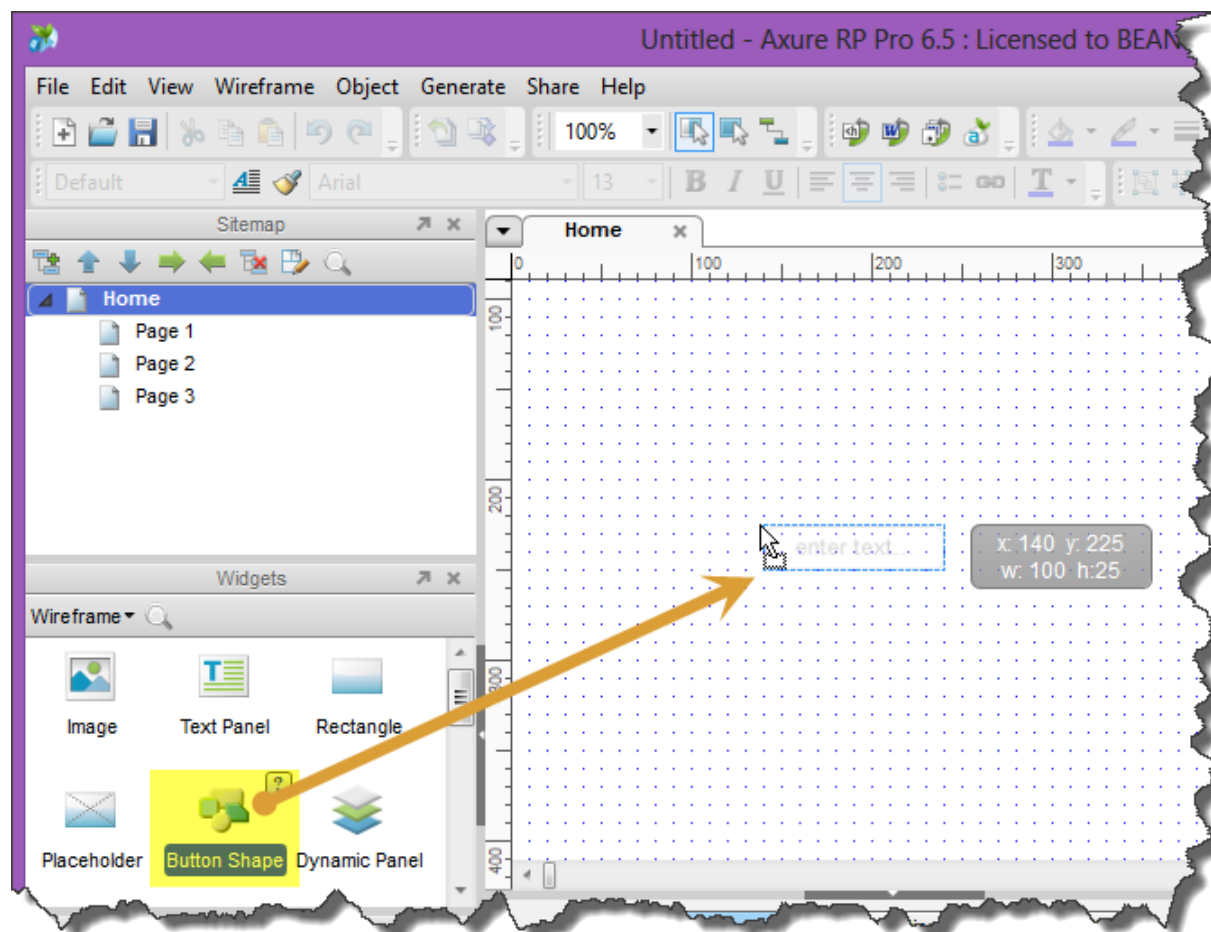 Untitled - Axure RP Pro 6.5 : Licensed to BEAN
File Edit View Wireframe Object Generate Share Help
100%
Default Arial 13 B I U T
Sitemap
Home
0 100 200 300
Home
Page 1
Page 2
Page 3
100
200
enter text...
x: 140 y: 225
w: 100 h:25
Widgets
Wireframe
300
T
Image Text Panel Rectangle
?
Placeholder Button Shape Dynamic Panel
400